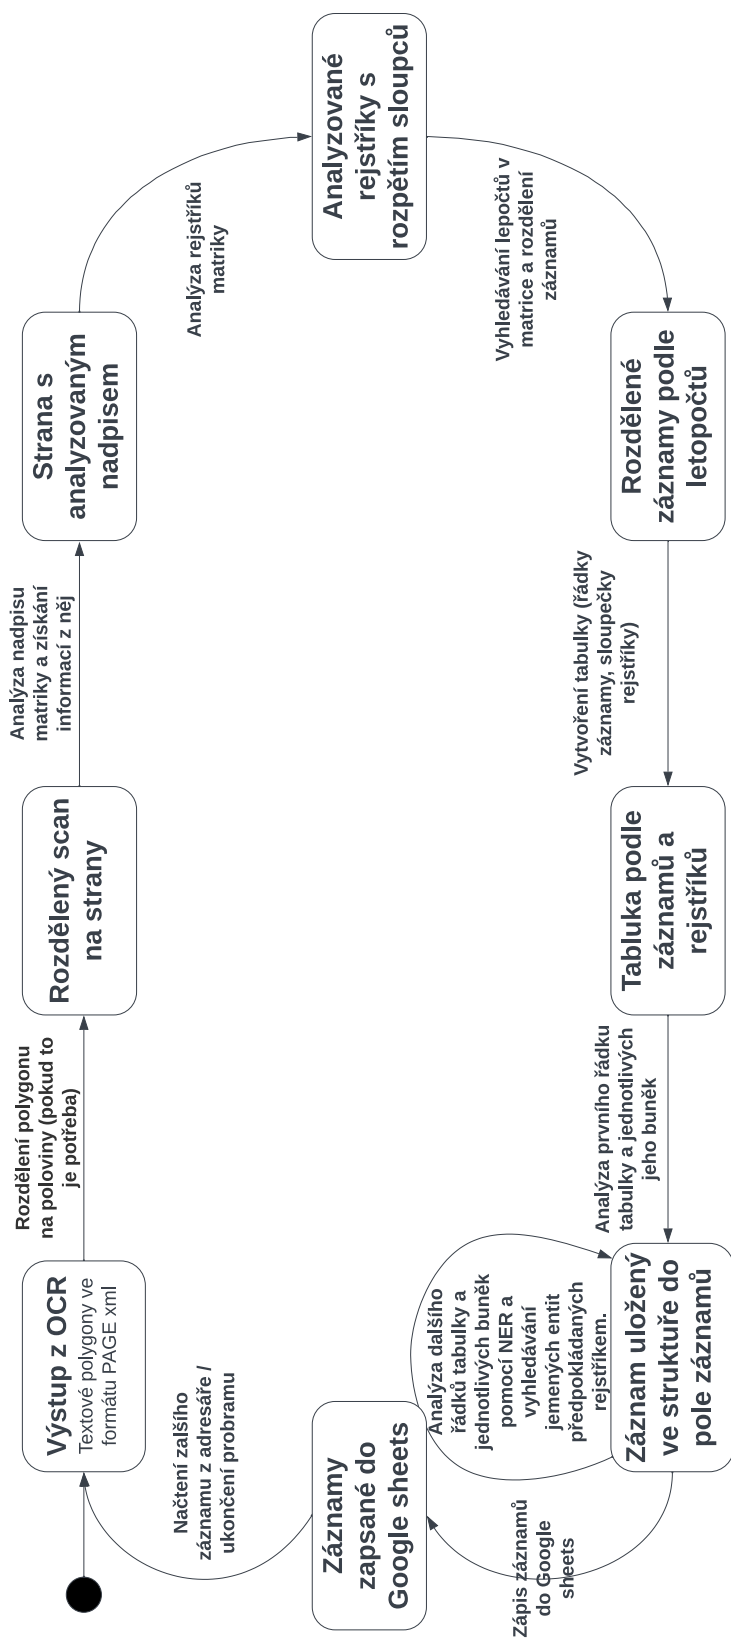 Výstup z OCR
Textové polygony ve
formátu PAGE xml
Rozdělení polygonu
na poloviny (pokud to
je potřeba)
Rozdělený scan
na strany
Analýza nadpisu
matriky a získání
informací z něj
Strana s
analyzovaným
nadpisem
Analýza rejstříků
matriky
Analyzované
rejstříky s
rozpětím sloupců
Vyhledávání lepočtů v
matrice a rozdělení
záznamů
Rozdělené
záznamy podle
letopočtů
Vytvoření tabulky (řádky
záznamy, sloupečky
rejstříky)
Tabluka podle
záznamů a
rejstříků
Analýza prvního řádku
tabulky a jednotlivých
jeho buněk
Záznam uložený
ve struktuře do
pole záznamů
Analýza dalšího
řádků tabulky a
jednotlivých buněk
pomocí NER a
vyhledávání
jemených entit
předpokládaných
rejstříkem.
Zápis záznamů
do Google
sheets
Záznamy
zapsané do
Google sheets
Načtení zalšího
záznamu z adresáře /
ukončení probramu